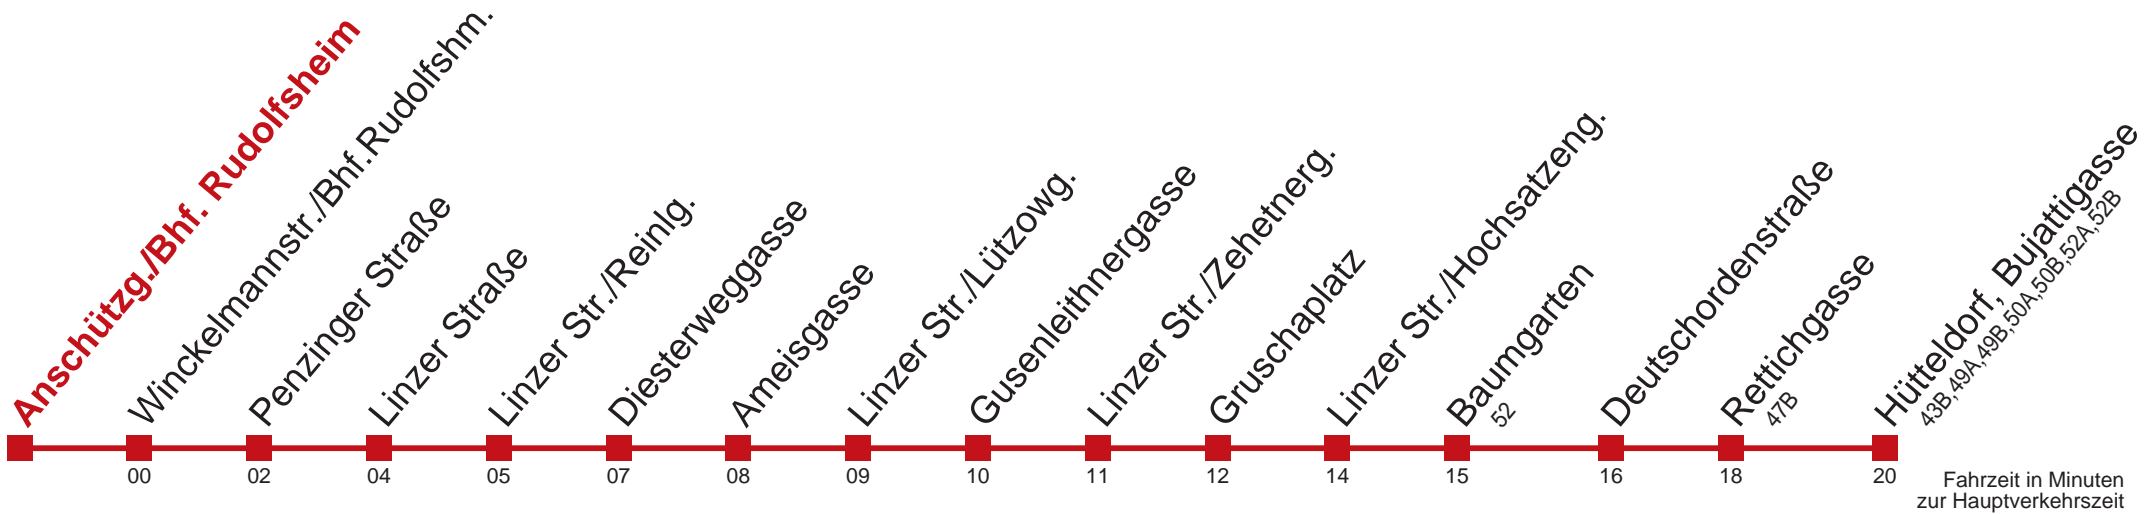 Anschützg./Bhf. Rudolfsheim
Winckelmannstr./Bhf.Rudolfshm.
Penzinger Straße
Linzer Straße
Linzer Str./Reinlg.
Diesterweggasse
Ameisgasse
Linzer Str./Lützowg.
Gusenleithnergasse
Linzer Str./Zehetnerg.
Gruschaplatz
Linzer Str./Hochsatzeng.
Baumgarten
52
Deutschordenstraße
Rettichgasse
47B
Hütteldorf, Bujattigasse
43B,49A,49B,50A,50B,52A,52B
00 02 04 05 07 08 09 10 11 12 14 15 16 18 20
Fahrzeit in Minuten
zur Hauptverkehrszeit